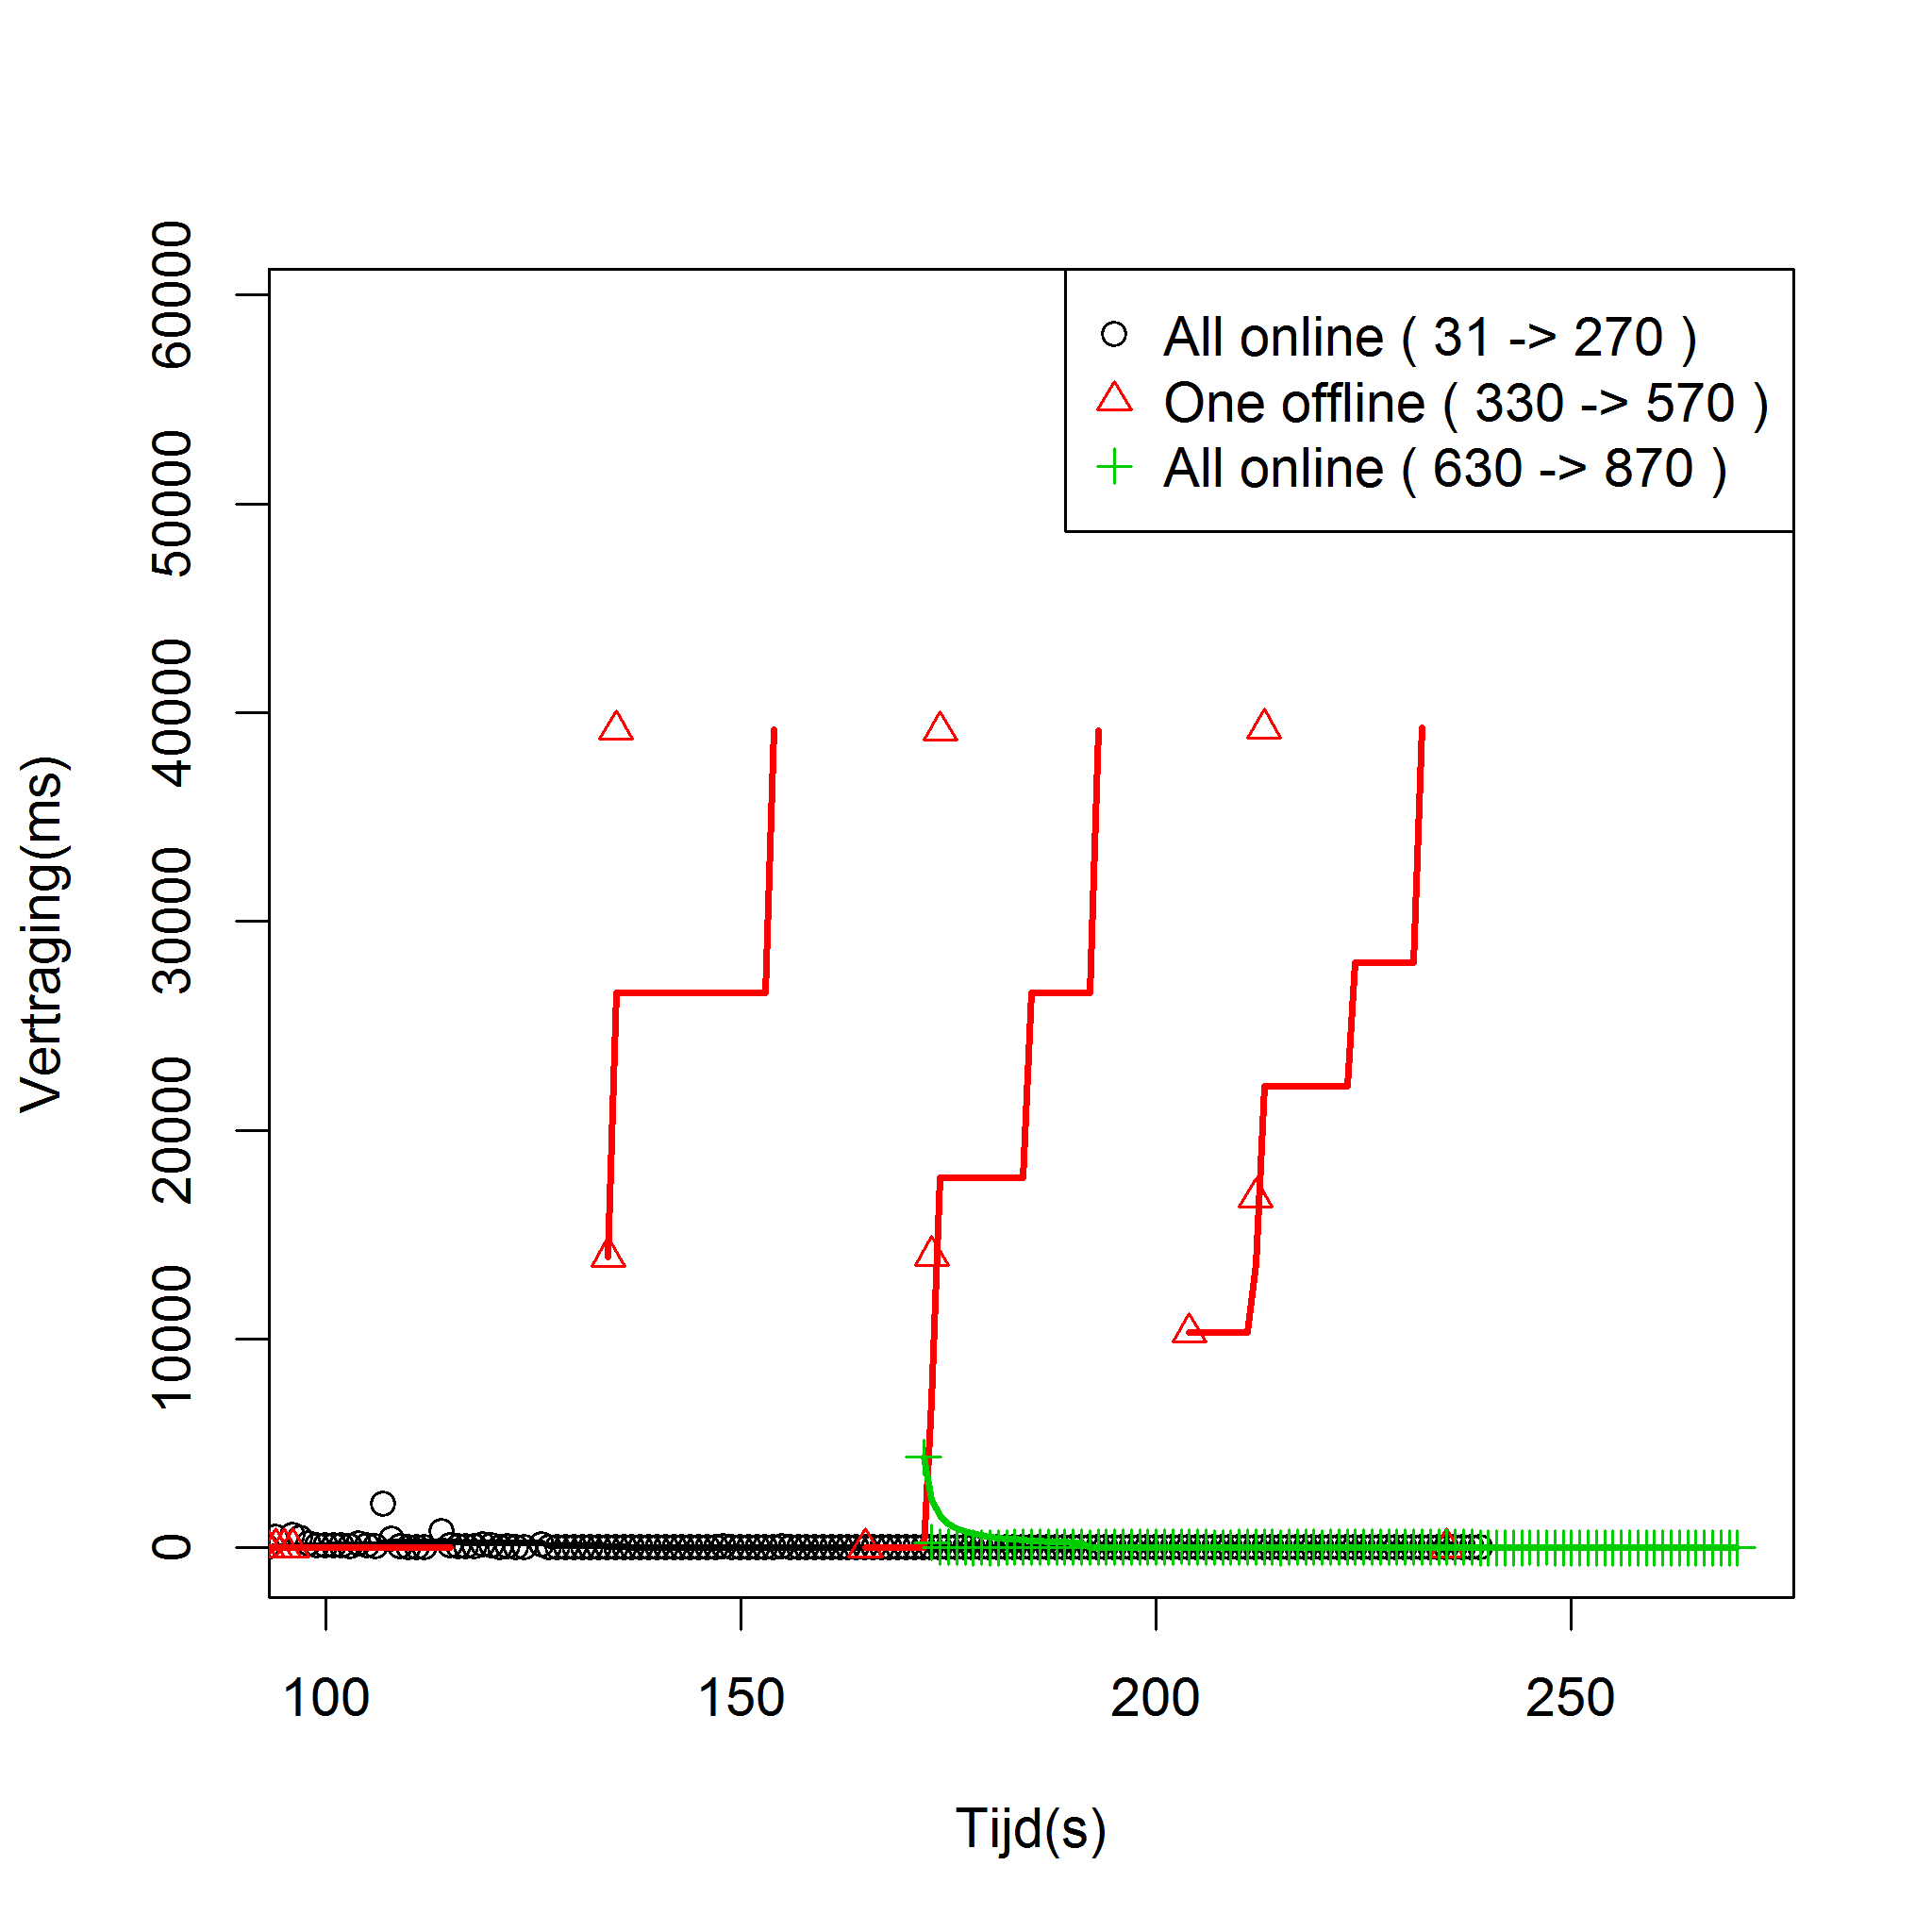 All online ( 31 -> 270 )
One offline ( 330 -> 570 )
All online ( 630 -> 870 )
Vertraging(ms)
60000
50000
40000
30000
20000
10000
0
100 150 200 250
Tijd(s)